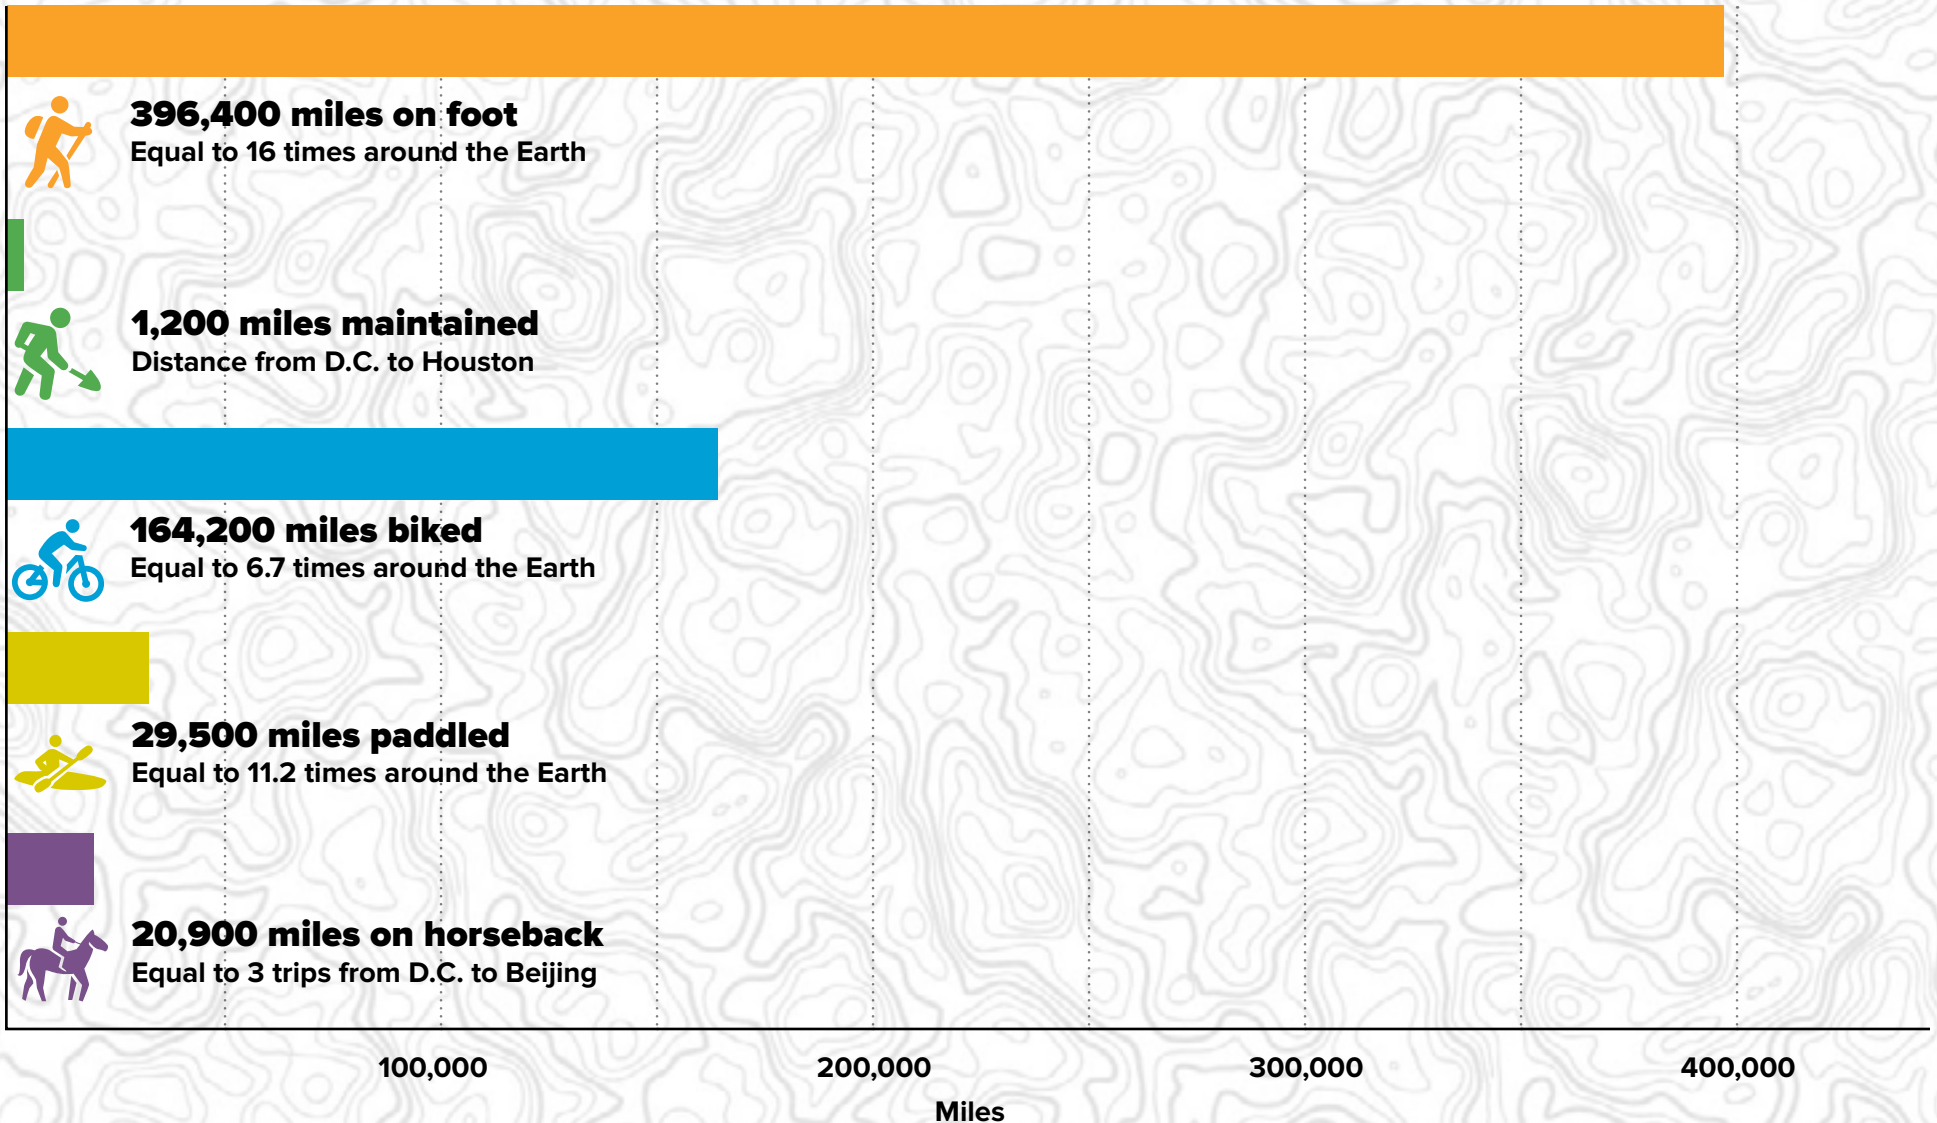 396,400 miles on foot
Equal to 16 times around the Earth
1,200 miles maintained
Distance from D.C. to Houston
164,200 miles biked
Equal to 6.7 times around the Earth
29,500 miles paddled
Equal to 11.2 times around the Earth
20,900 miles on horseback
Equal to 3 trips from D.C. to Beijing
100,000 200,000 300,000 400,000
Miles